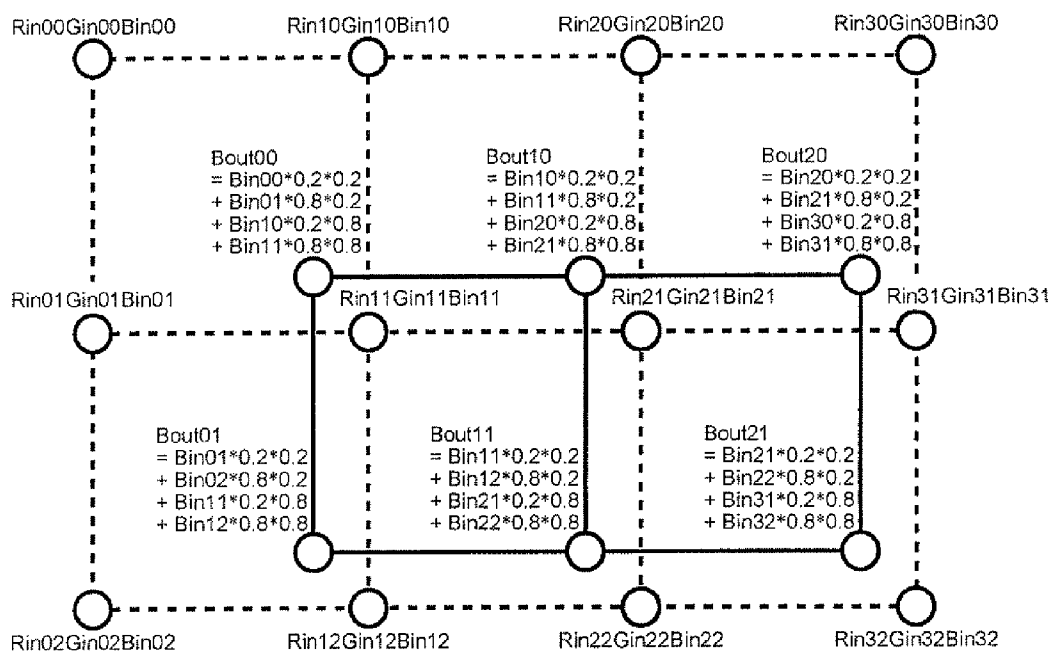 Rin00Gin00Bin00
Rin10Gin10Bin10
Rin20Gin20Bin20
Rin30Gin30Bin30
Bout00
= Bin00*0.2*0.2
+ Bin01*0.8*0.2
+ Bin10*0.2*0.8
+ Bin11*0.8*0.8
Bout10
= Bin10*0.2*0.2
+ Bin11*0.8*0.2
+ Bin20*0.2*0.8
+ Bin21*0.8*0.8
Bout20
= Bin20*0.2*0.2
+ Bin21*0.8*0.2
+ Bin30*0.2*0.8
+ Bin31*0.8*0.8
Rin01Gin01Bin01
Rin11Gin11Bin11
Rin21Gin21Bin21
Rin31Gin31Bin31
Bout01
= Bin01*0.2*0.2
+ Bin02*0.8*0.2
+ Bin11*0.2*0.8
+ Bin12*0.8*0.8
Bout11
= Bin11*0.2*0.2
+ Bin12*0.8*0.2
+ Bin21*0.2*0.8
+ Bin22*0.8*0.8
Bout21
= Bin21*0.2*0.2
+ Bin22*0.8*0.2
+ Bin31*0.2*0.8
+ Bin32*0.8*0.8
Rin02Gin02Bin02
Rin12Gin12Bin12
Rin22Gin22Bin22
Rin32Gin32Bin32